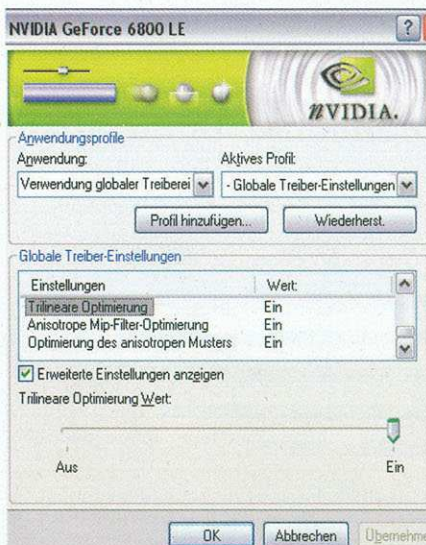 NVIDIA GeForce 6800 LE
?
nVIDIA.
Anwendungsprofile
Anwendung: Aktives Profil:
Verwendung globaler Treiberei - Globale Treiber-Einstellungen
Profil hinzufügen... Wiederherst.
Globale Treiber-Einstellungen
Einstellungen Wert:
Trilineare Optimierung Ein
Anisotrope Mip-Filter-Optimierung Ein
Optimierung des anisotropen Musters Ein
Erweiterte Einstellungen anzeigen
Trilineare Optimierung Wert:
Aus Ein
OK Abbrechen Übernehme